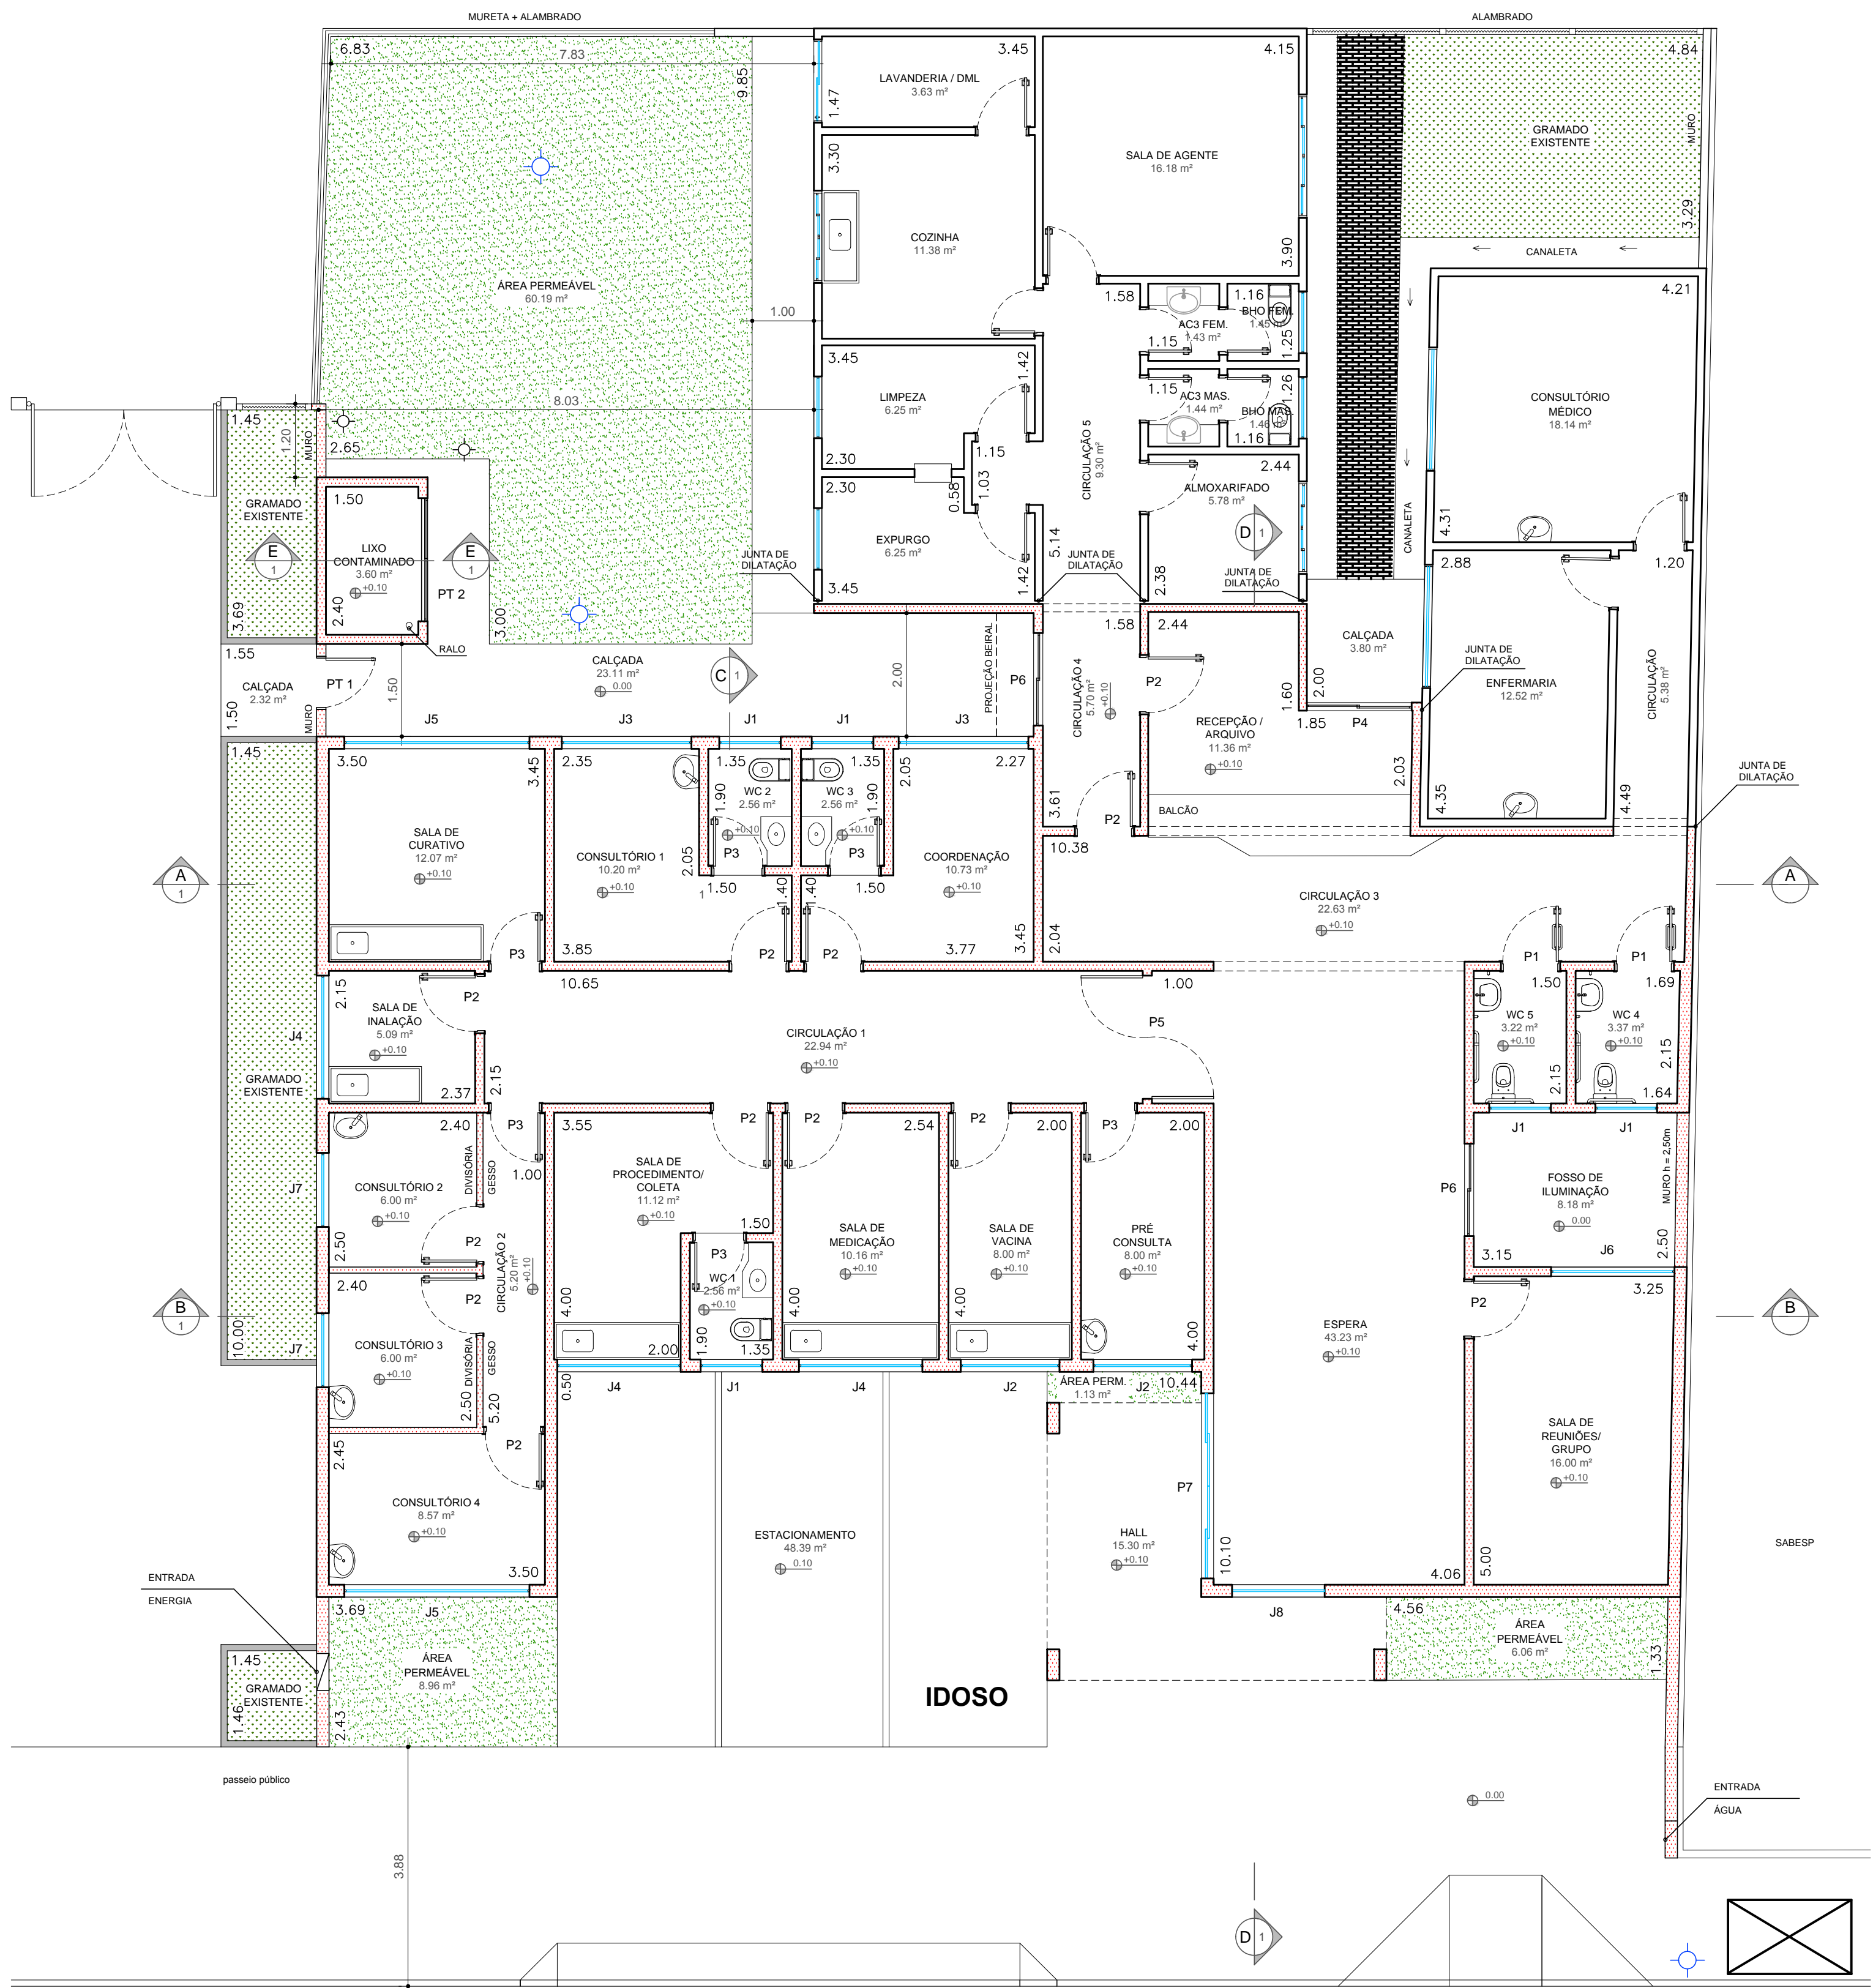 MURETA + ALAMBRADO
ALAMBRADO
6.83
7.83
9.85
3.45
LAVANDERIA / DML
3.63 m²
1.47
4.15
4.84
GRAMADO
EXISTENTE
MURO
3.29
CANALETA
SALA DE AGENTE
16.18 m²
3.90
3.30
COZINHA
11.38 m²
ÁREA PERMEÁVEL
60.19 m²
1.00
8.03
1.58
1.16
BHO FEM.
1.45 m²
AC3 FEM.
1.43 m²
1.15
1.25
4.21
CONSULTÓRIO
MÉDICO
18.14 m²
4.31
3.45
1.42
LIMPEZA
6.25 m²
2.30
1.15
1.15
1.26
AC3 MAS.
1.44 m²
BHO MAS.
1.46 m²
1.16
CIRCULAÇÃO 5
9.30 m²
2.44
ALMOXARIFADO
5.78 m²
2.38
D
1
CANALETA
2.30
0.58
1.03
EXPURGO
6.25 m²
3.45
1.42
5.14
JUNTA DE
DILATAÇÃO
JUNTA DE
DILATAÇÃO
JUNTA DE
DILATAÇÃO
1.45
1.20
MURO
2.65
GRAMADO
EXISTENTE
1.50
E
1
E
1
LIXO
CONTAMINADO
3.60 m²
+0.10
2.40
PT 2
3.69
3.00
RALO
2.88
1.20
CALÇADA
3.80 m²
JUNTA DE
DILATAÇÃO
ENFERMARIA
12.52 m²
CIRCULAÇÃO
5.38 m²
4.35
4.49
1.55
CALÇADA
2.32 m²
1.50
PT 1
MURO
1.50
CALÇADA
23.11 m²
0.00
C
1
2.00
PROJEÇÃO BEIRAL
P6
1.58
CIRCULAÇÃO 4
5.70 m²
+0.10
P2
2.44
1.60
2.00
1.85
P4
RECEPÇÃO /
ARQUIVO
11.36 m²
+0.10
2.03
BALCÃO
JUNTA DE
DILATAÇÃO
J5
J3
J1
J1
J3
1.45
3.50
3.45
SALA DE
CURATIVO
12.07 m²
+0.10
P3
2.35
CONSULTÓRIO 1
10.20 m²
+0.10
2.05
3.85
P2
1.35
WC 2
2.56 m²
1.90
+0.10
P3
1.50
1
1.40
1.35
WC 3
2.56 m²
1.90
+0.10
P3
1.50
1.40
2.05
2.27
COORDENAÇÃO
10.73 m²
+0.10
P2
3.77
3.45
3.61
P2
10.38
2.04
CIRCULAÇÃO 3
22.63 m²
+0.10
A
1
A
P1
P1
2.15
SALA DE
INALAÇÃO
5.09 m²
+0.10
2.37
P2
J4
10.65
2.15
CIRCULAÇÃO 1
22.94 m²
+0.10
1.00
P5
1.50
WC 5
3.22 m²
+0.10
2.15
1.69
WC 4
3.37 m²
+0.10
2.15
1.64
J1
J1
GRAMADO
EXISTENTE
J7
2.40
CONSULTÓRIO 2
6.00 m²
+0.10
2.50
DIVISÓRIA
GESSO
P3
1.00
P2
CIRCULAÇÃO 2
5.20 m²
+0.10
3.55
P2
SALA DE
PROCEDIMENTO/
COLETA
11.12 m²
+0.10
1.50
P3
WC 1
2.56 m²
+0.10
1.90
1.35
4.00
2.00
P2
2.54
SALA DE
MEDICAÇÃO
10.16 m²
+0.10
4.00
P2
2.00
SALA DE
VACINA
8.00 m²
+0.10
4.00
P3
2.00
PRÉ
CONSULTA
8.00 m²
+0.10
4.00
P6
FOSSO DE
ILUMINAÇÃO
8.18 m²
0.00
MURO h = 2,50m
3.15
J6
2.50
3.25
P2
ESPERA
43.23 m²
+0.10
B
1
B
10.00
J7
2.40
P2
CONSULTÓRIO 3
6.00 m²
+0.10
DIVISÓRIA
GESSO
2.50
5.20
P2
0.50
J4
J1
J4
J2
ÁREA PERM.
1.13 m²
J2
10.44
2.45
CONSULTÓRIO 4
8.57 m²
+0.10
3.50
SALA DE
REUNIÕES/
GRUPO
16.00 m²
+0.10
5.00
P7
ESTACIONAMENTO
48.39 m²
0.10
HALL
15.30 m²
+0.10
10.10
4.06
SABESP
ENTRADA
ENERGIA
3.69
J5
J8
4.56
ÁREA
PERMEÁVEL
6.06 m²
1.33
1.45
GRAMADO
EXISTENTE
1.46
ÁREA
PERMEÁVEL
8.96 m²
2.43
IDOSO
passeio público
0.00
ENTRADA
ÁGUA
3.88
D
1